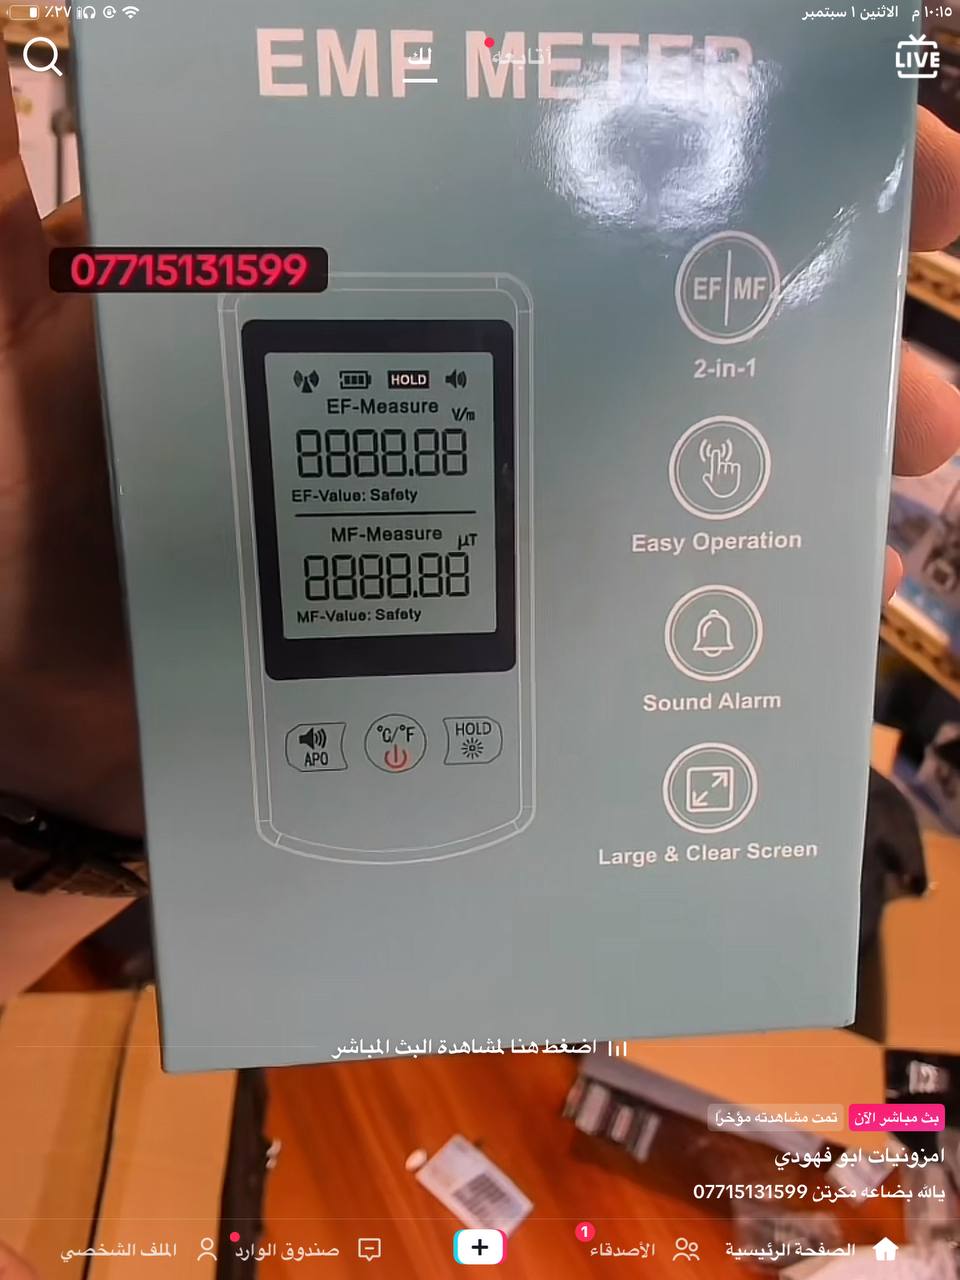 ١٠:١٥ م الاثنين ١ سبتمبر
٪٢٧
LIVE
أتابعه
لك
EMF METER
07715131599
EF MF
2-in-1
HOLD
EF-Measure V/m
8888.88
EF-Value: Safety
MF-Measure µT
8888.88
MF-Value: Safety
APO
°C/°F
HOLD
Easy Operation
Sound Alarm
Large & Clear Screen
اضغط هنا لمشاهدة البث المباشر
بث مباشر الآن
تمت مشاهدته مؤخرًا
امزونيات ابو فهودي
يالله بضاعه مكرتن 07715131599
الصفحة الرئيسية
الأصدقاء
1
صندوق الوارد
الملف الشخصي